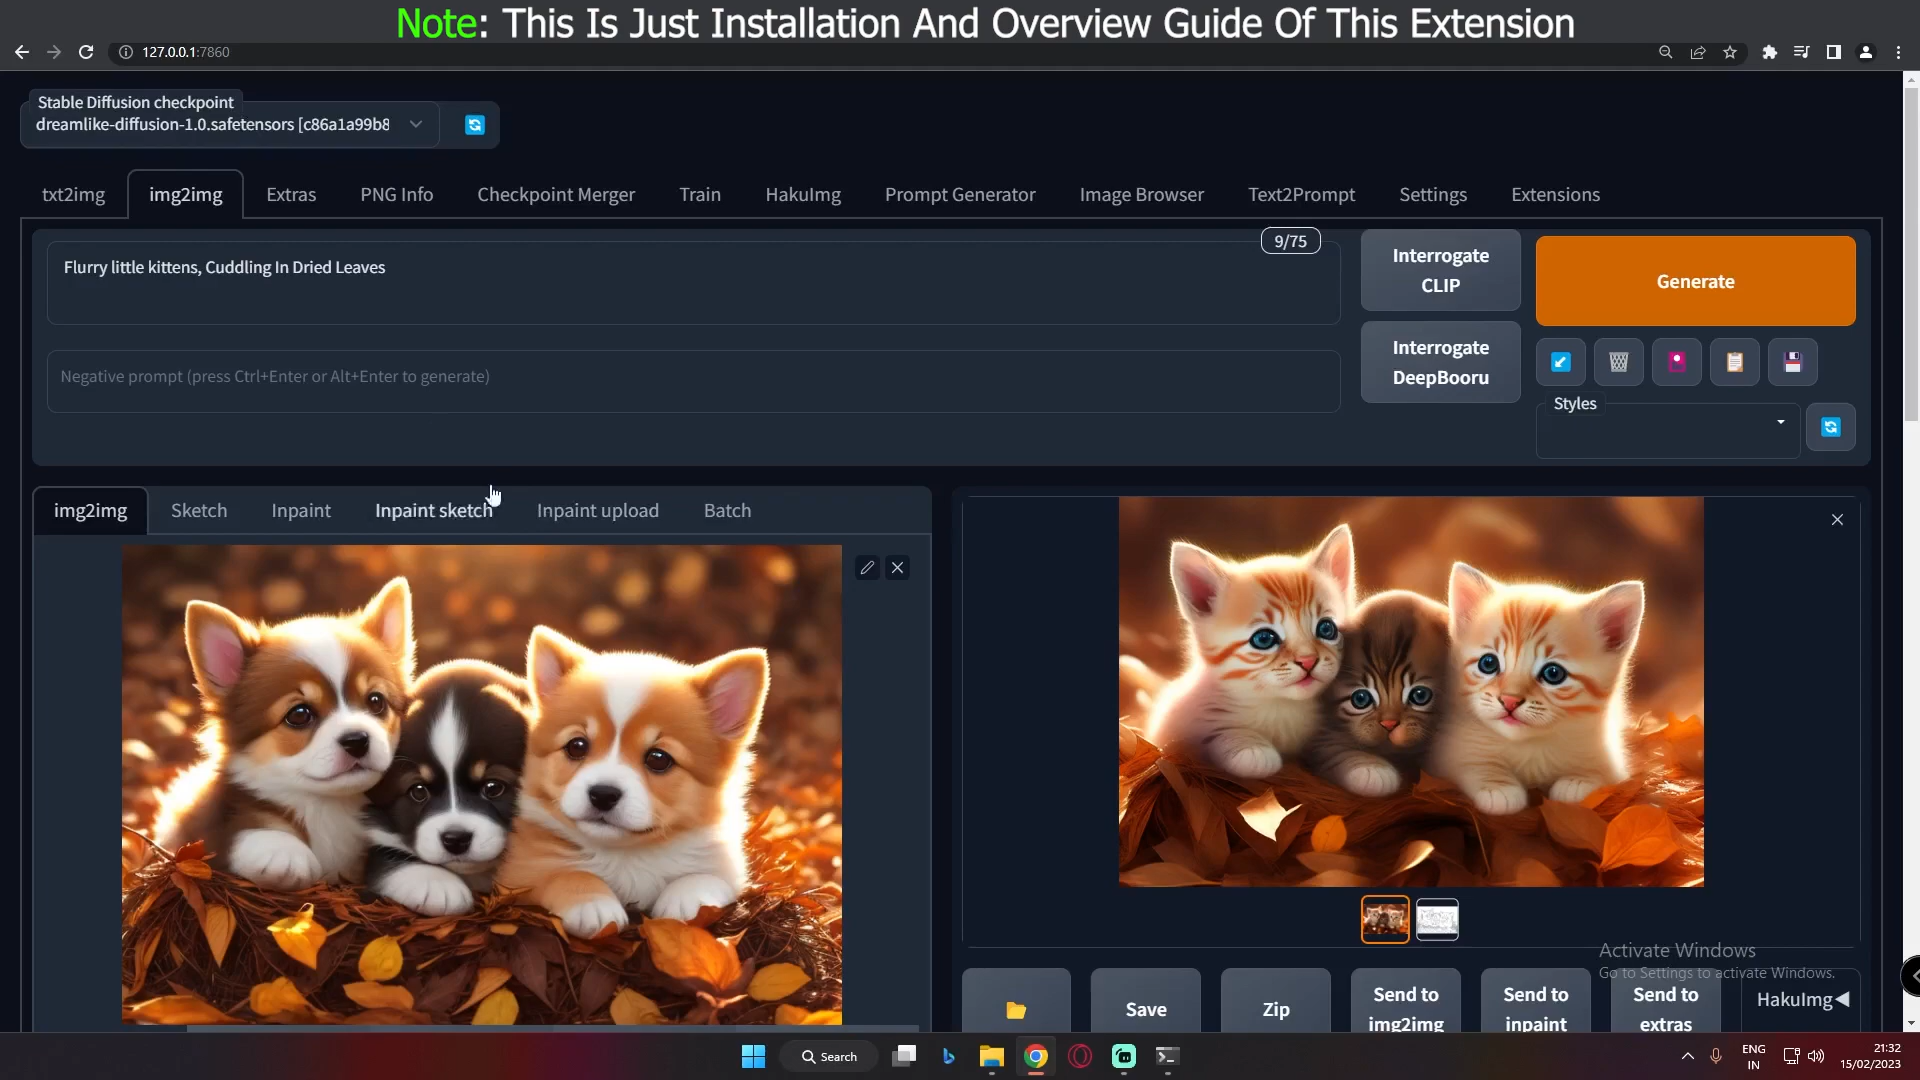 Note: This Is Just Installation And Overview Guide Of This Extension
127.0.0.1:7860
Stable Diffusion checkpoint
dreamlike-diffusion-1.0.safetensors [c86a1a99b8
txt2img img2img Extras PNG Info Checkpoint Merger Train HakuImg Prompt Generator Image Browser Text2Prompt Settings Extensions
9/75
Flurry little kittens, Cuddling In Dried Leaves
Interrogate
CLIP
Generate
Negative prompt (press Ctrl+Enter or Alt+Enter to generate)
Interrogate
DeepBooru
Styles
img2img Sketch Inpaint Inpaint sketch Inpaint upload Batch
Activate Windows
Go to Settings to activate Windows.
Save
Zip
Send to
img2img
Send to
inpaint
Send to
extras
HakuImg◀
Search
ENG
IN
21:32
15/02/2023